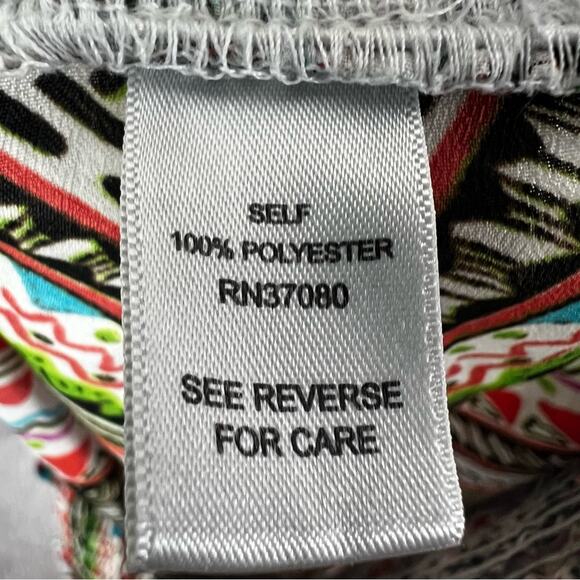 SELF
100% POLYESTER
RN37080
SEE REVERSE
FOR CARE